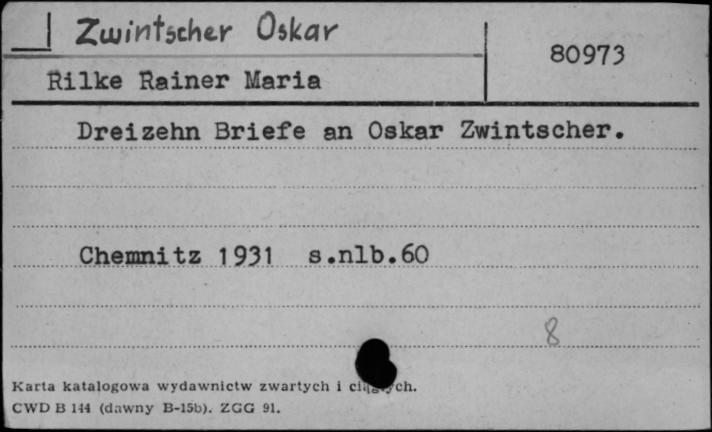 Zwintscher Oskar
80973
Rilke Rainer Maria
Dreizehn Briefe an Oskar Zwintscher.
Chemnitz 1931 s.nlb.60
8
Karta katalogowa wydawnictw zwartych i
CWD B 144 (dawny B-15b). ZGG 91.